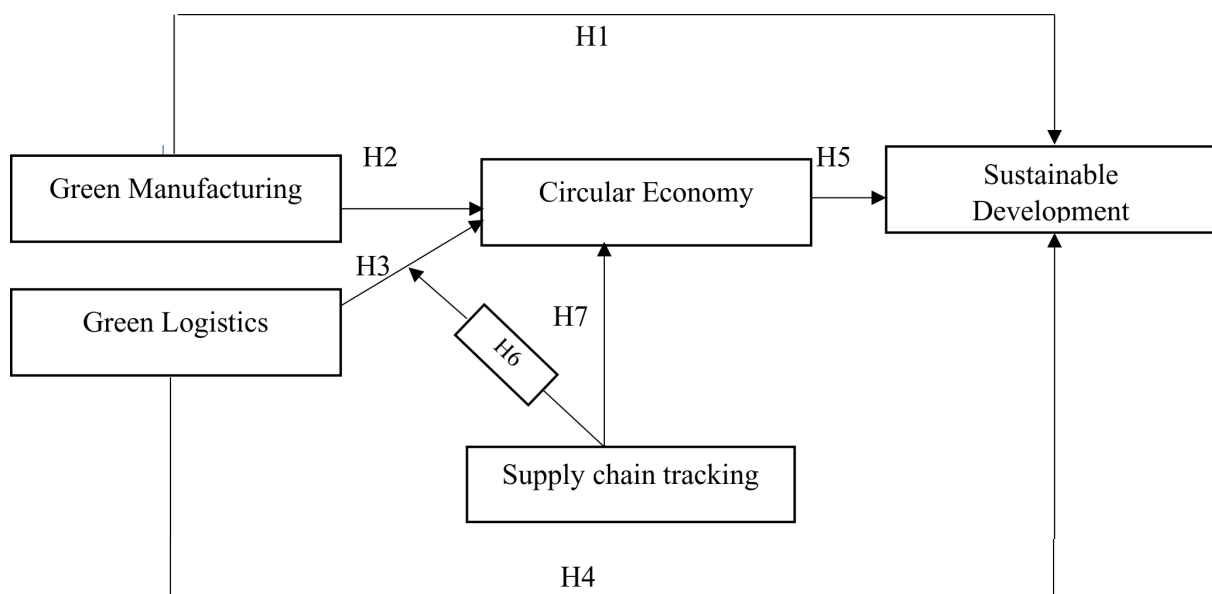 H1
H2
H5
Green Manufacturing
Circular Economy
Sustainable
Development
H3
Green Logistics
H7
H6
Supply chain tracking
H4